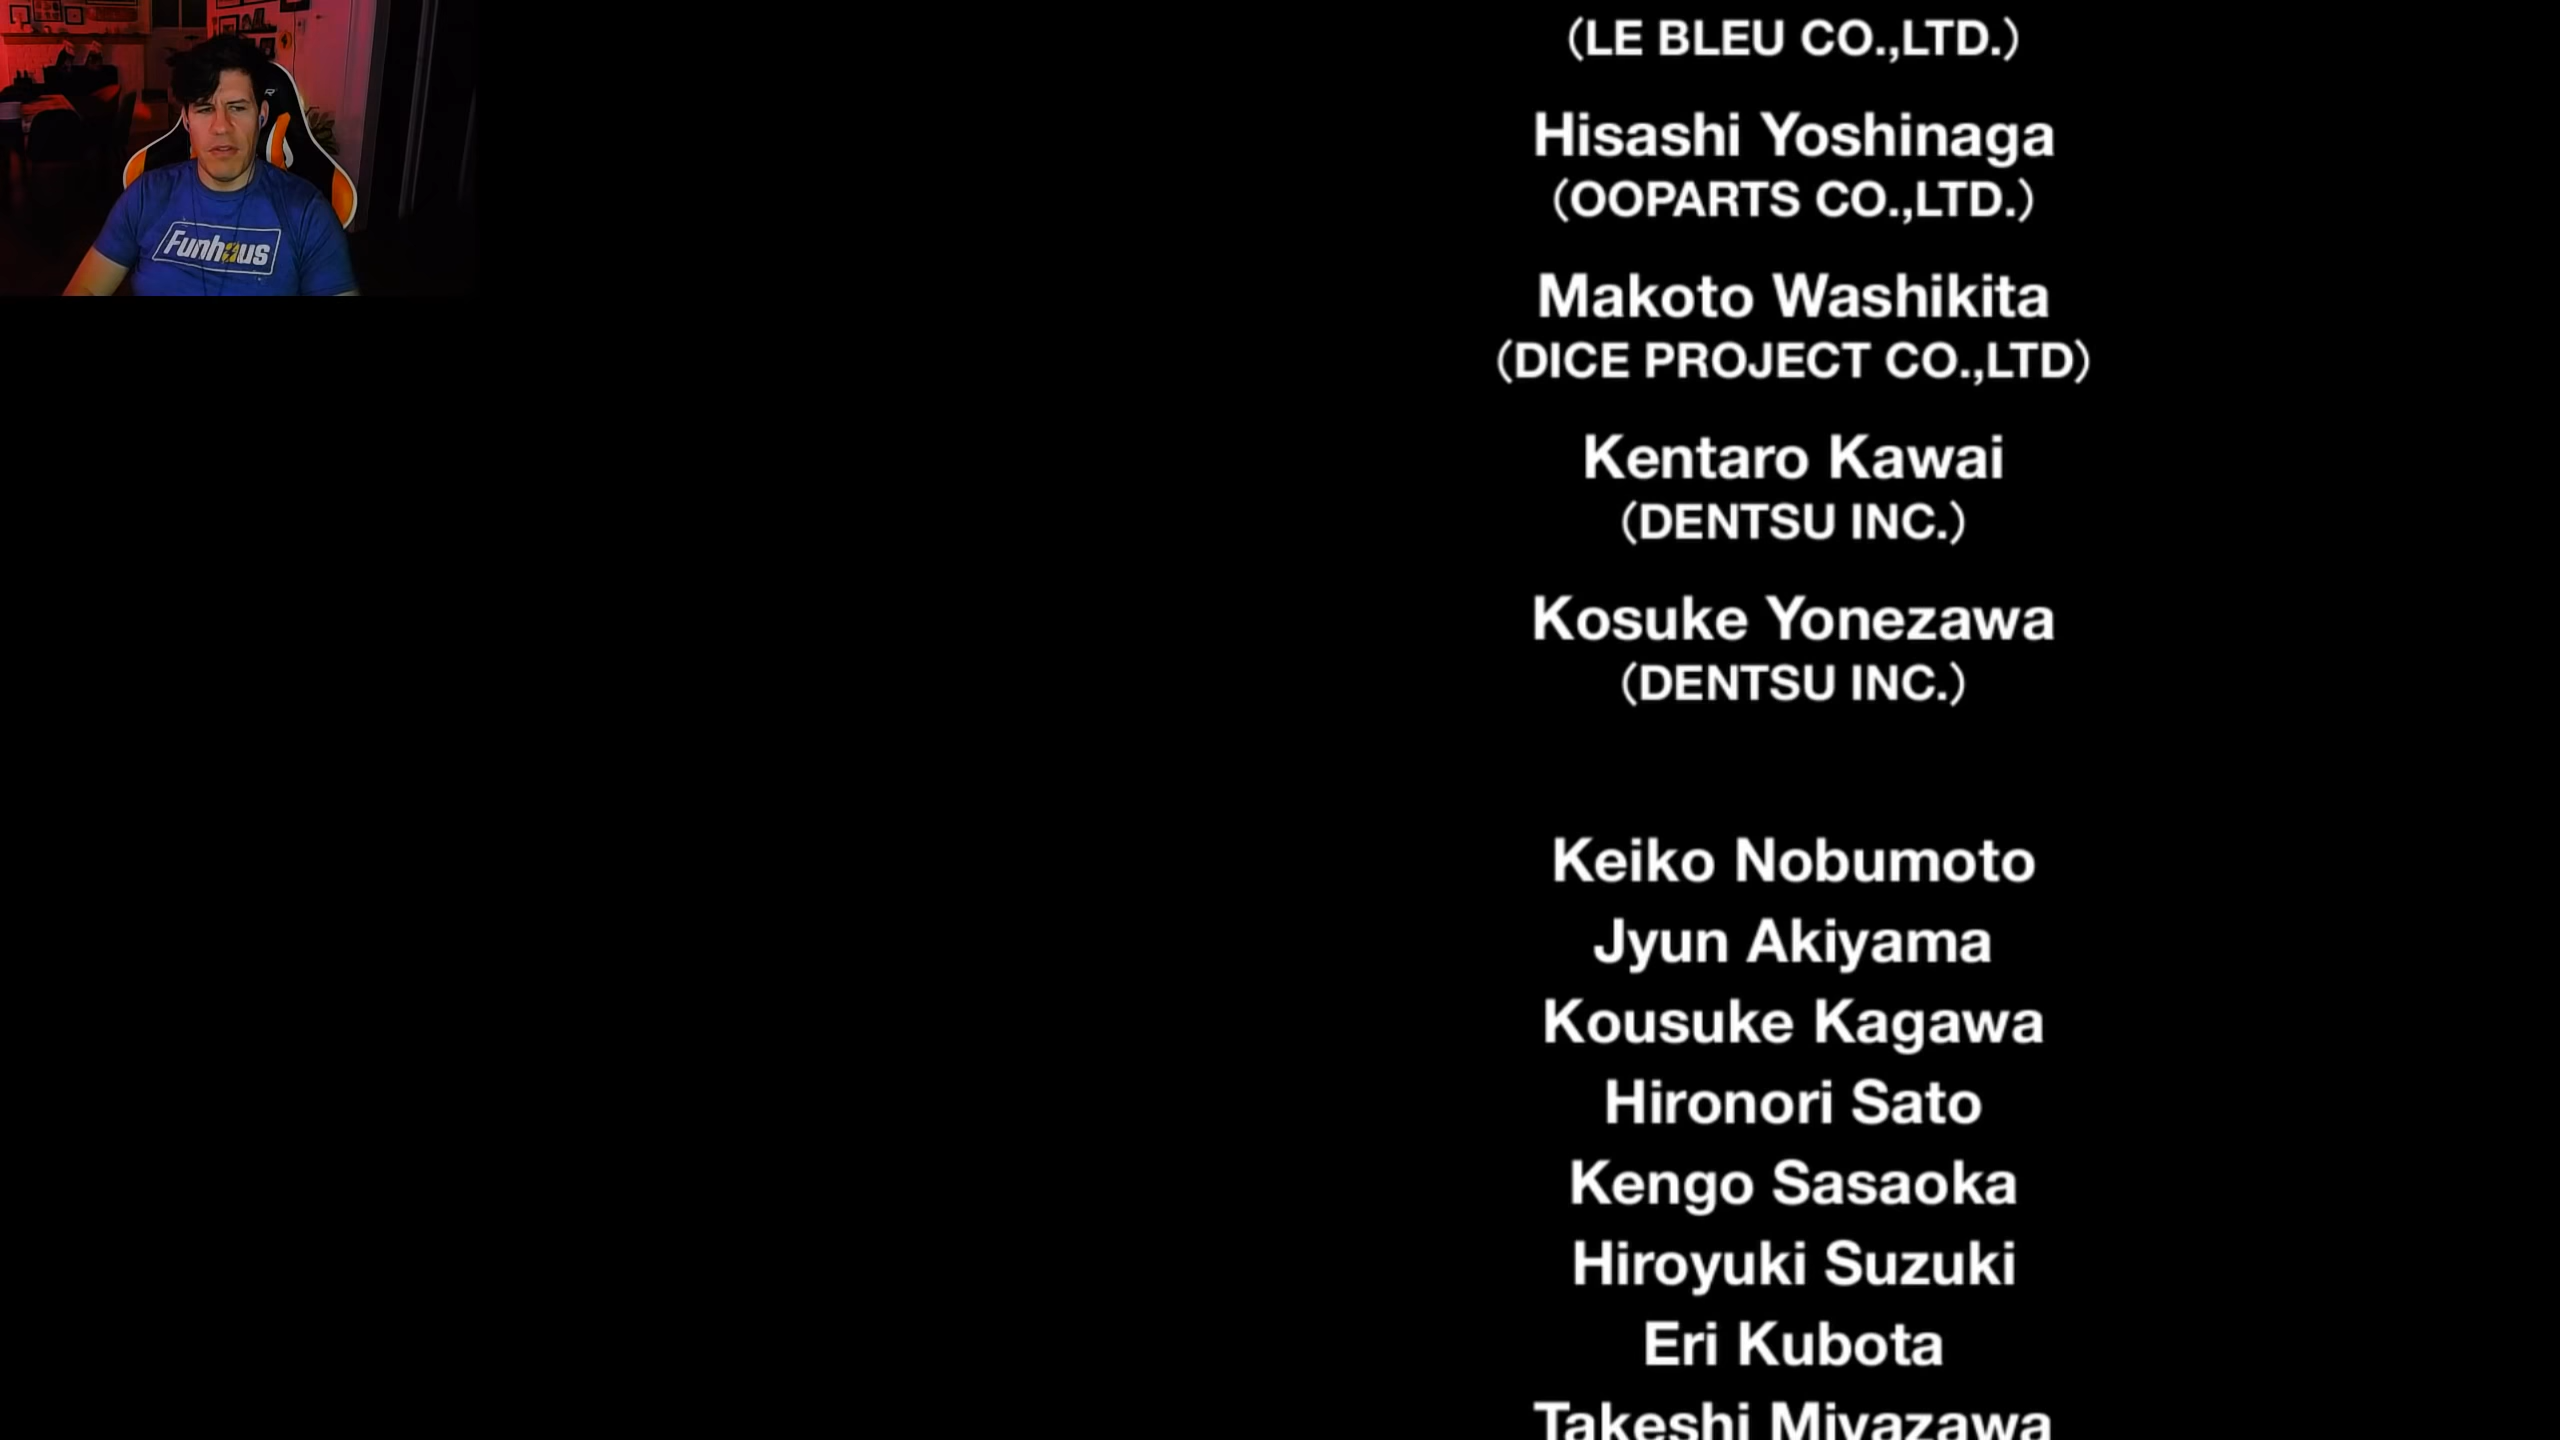 Funhaus
(LE BLEU CO.,LTD.)
Hisashi Yoshinaga
(OOPARTS CO.,LTD.)
Makoto Washikita
(DICE PROJECT CO.,LTD)
Kentaro Kawai
(DENTSU INC.)
Kosuke Yonezawa
(DENTSU INC.)
Keiko Nobumoto
Jyun Akiyama
Kousuke Kagawa
Hironori Sato
Kengo Sasaoka
Hiroyuki Suzuki
Eri Kubota
Takeshi Miyazawa